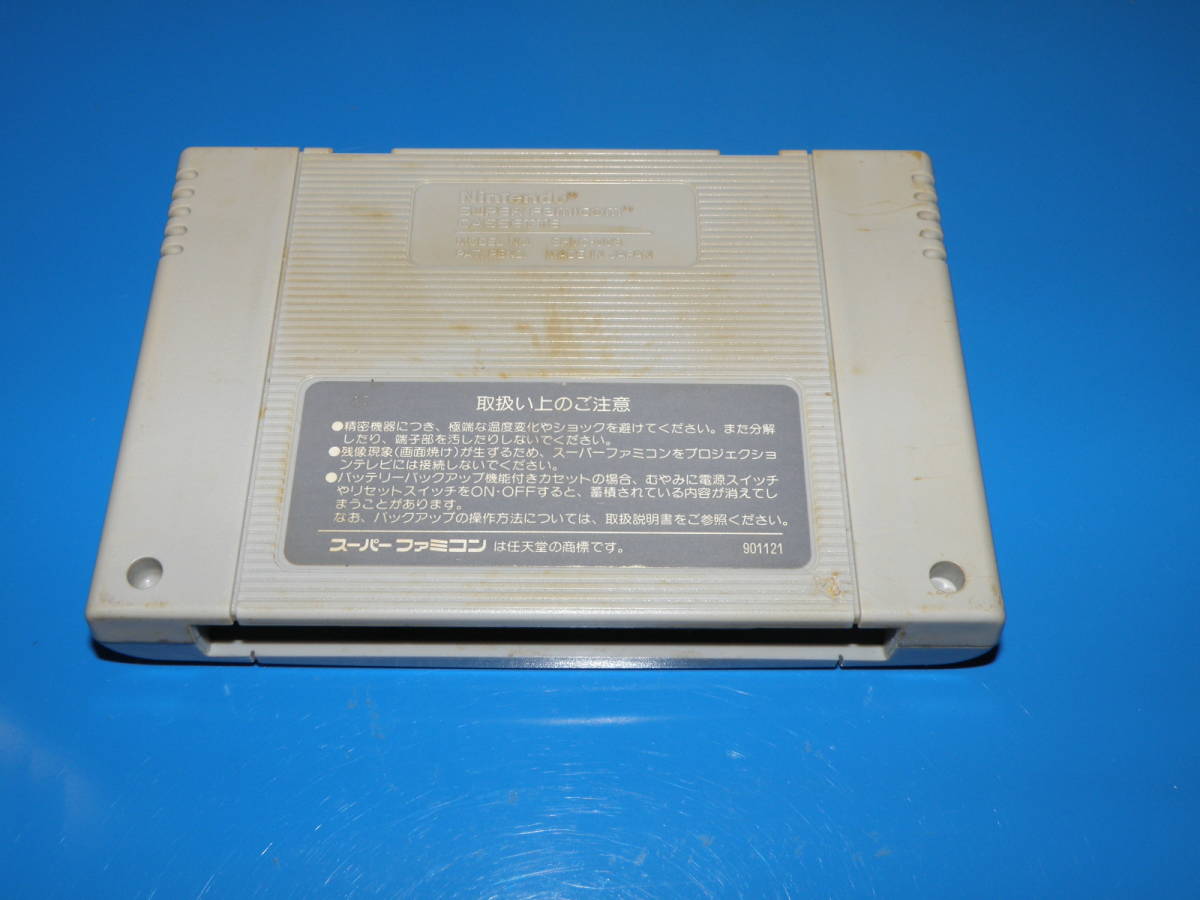 Nintendo
SUPER Famicom
CASSETTE
MODEL NO.
PAT. PEND. MADE IN JAPAN
取扱い上のご注意
●精密機器につき、極端な温度変化やショックを避けてください。また分解
したり、端子部を汚したりしないでください。
●残像現象(画面焼け)が生ずるため、スーパーファミコンをプロジェクショ
ンテレビには接続しないでください。
●バッテリーバックアップ機能付きカセットの場合、むやみに電源スイッチ
やリセットスイッチをON・OFFすると、蓄積されている内容が消えてし
まうことがあります。
なお、バックアップの操作方法については、取扱説明書をご参照ください。
スーパーファミコン は任天堂の商標です。 901121